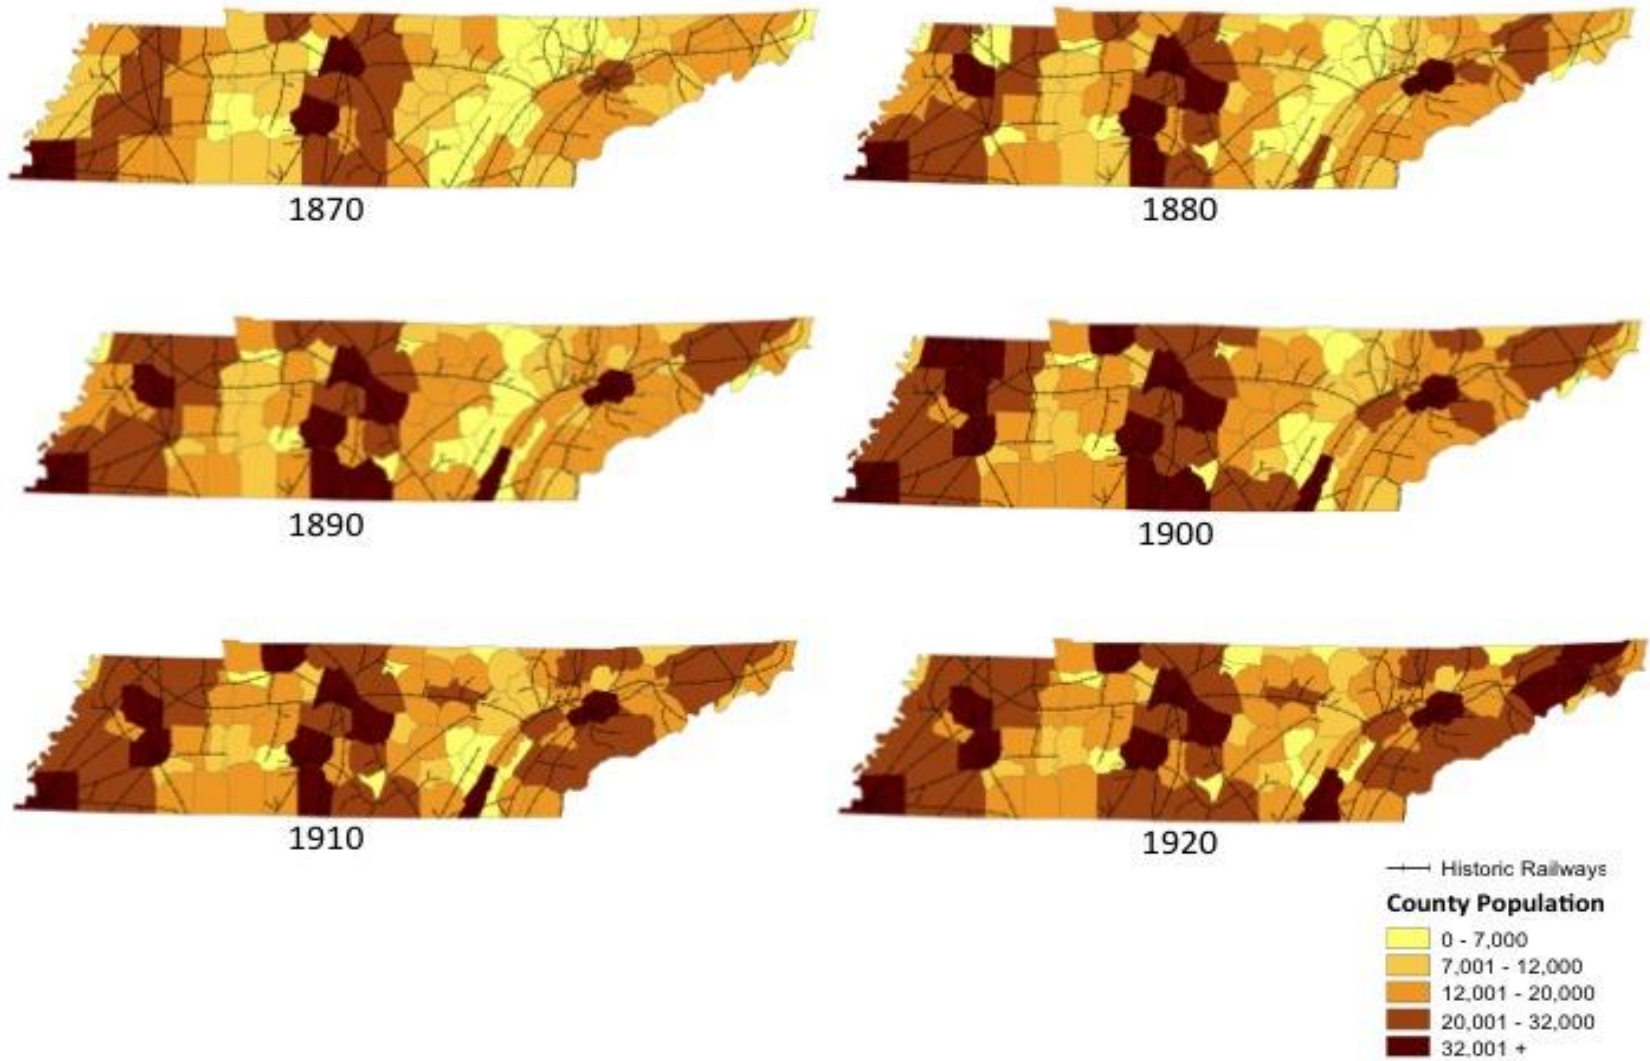 1870
1880
1890
1900
1910
1920
Historic Railways
County Population
0 - 7,000
7,001 - 12,000
12,001 - 20,000
20,001 - 32,000
32,001 +